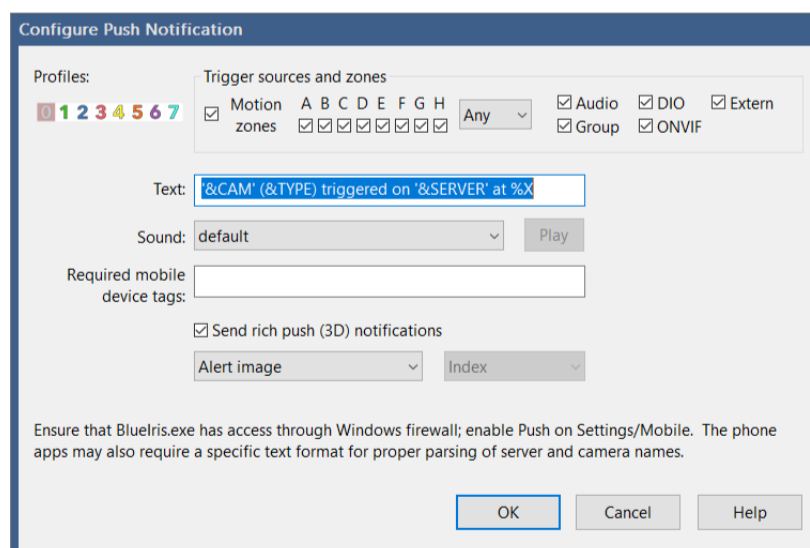 Configure Push Notification
Profiles:
0 1 2 3 4 5 6 7
Trigger sources and zones
Motion zones
A B C D E F G H
Any
Audio DIO Extern
Group ONVIF
Text: '&CAM' (&TYPE) triggered on '&SERVER' at %X
Sound: default Play
Required mobile
device tags:
Send rich push (3D) notifications
Alert image Index
Ensure that BlueIris.exe has access through Windows firewall; enable Push on Settings/Mobile. The phone
apps may also require a specific text format for proper parsing of server and camera names.
OK Cancel Help